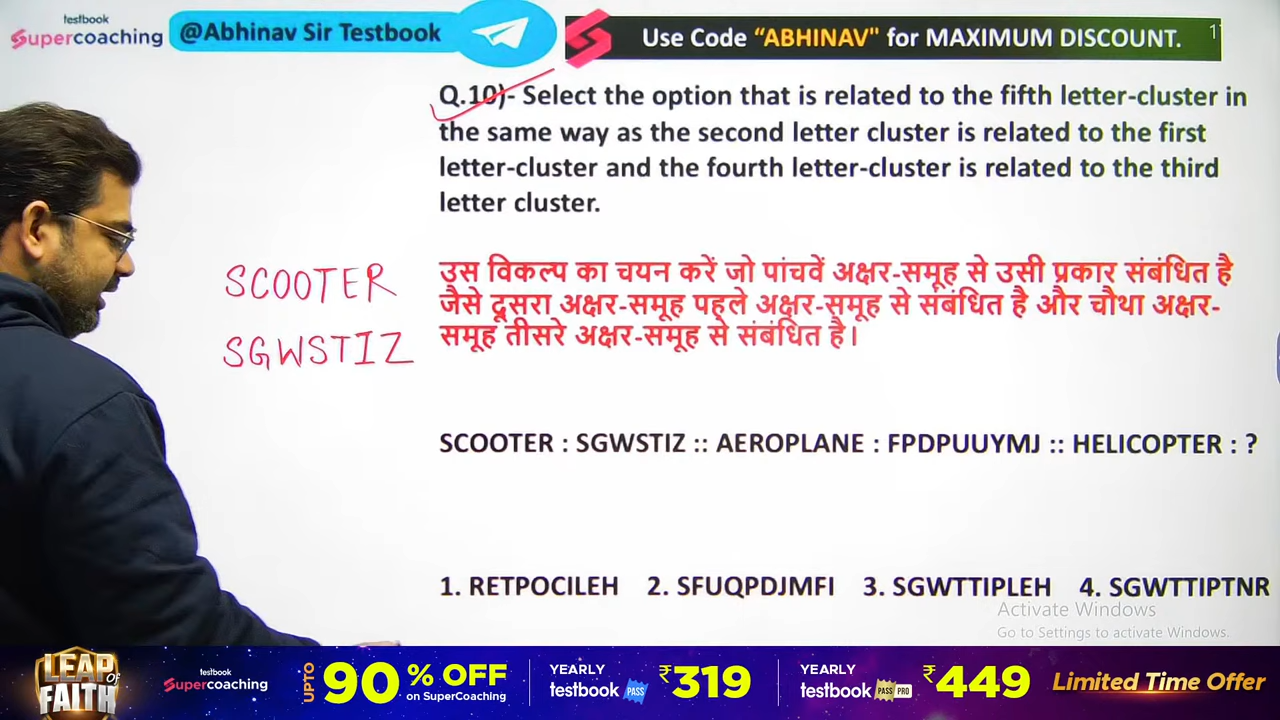 testbook
Supercoaching
@Abhinav Sir Testbook
Use Code “ABHINAV" for MAXIMUM DISCOUNT.
Q.10)- Select the option that is related to the fifth letter-cluster in
the same way as the second letter cluster is related to the first
letter-cluster and the fourth letter-cluster is related to the third
letter cluster.
SCOOTER
SGWSTIZ
उस विकल्प का चयन करें जो पांचवें अक्षर-समूह से उसी प्रकार संबंधित है
जैसे दूसरा अक्षर-समूह पहले अक्षर-समूह से संबंधित है और चौथा अक्षर-
समूह तीसरे अक्षर-समूह से संबंधित है।
SCOOTER : SGWSTIZ :: AEROPLANE : FPDPUUYMJ :: HELICOPTER : ?
1. RETPOCILEH 2. SFUQPDJMFI 3. SGWTTIPLEH 4. SGWTTIPTNR
Activate Windows
Go to Settings to activate Windows.
LEAP OF FAITH
testbook
Supercoaching
UPTO 90 % OFF
on SuperCoaching
YEARLY
testbook PASS
₹319
YEARLY
testbook PASS PRO
₹449
Limited Time Offer